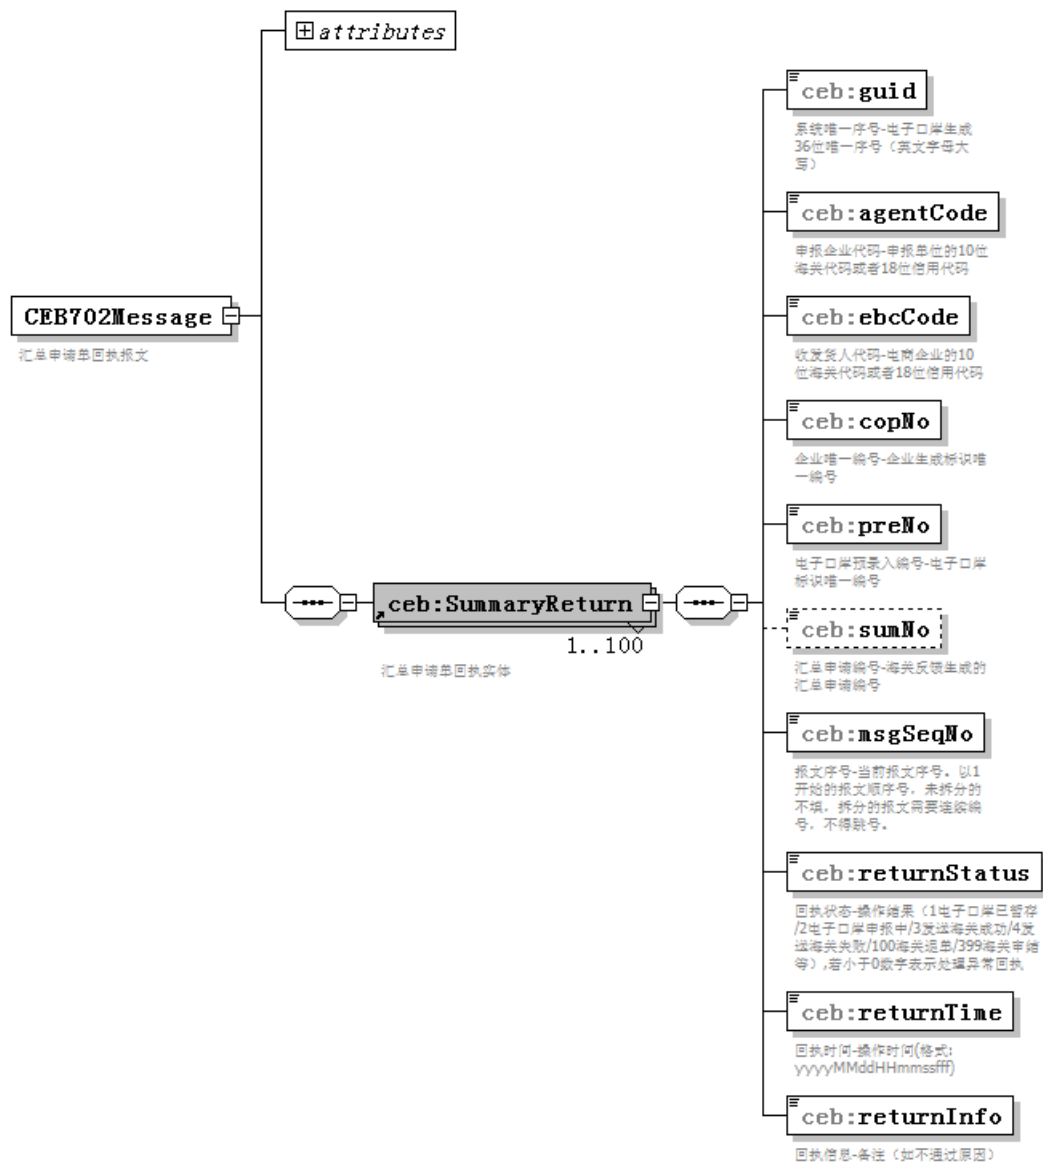 attributes
ceb:guid
系统唯一序号-电子口岸生成
36位唯一序号（英文字母大
写）
ceb:agentCode
申报企业代码-申报单位的10位
海关代码或者18位信用代码
CEB702Message
汇总申请单回执报文
ceb:ebcCode
收发货人代码-电商企业的10
位海关代码或者18位信用代码
ceb:copNo
企业唯一编号-企业生成标识唯
一编号
ceb:preNo
电子口岸预录入编号-电子口岸
标识唯一编号
ceb:SummaryReturn
1..100
汇总申请单回执实体
ceb:sumNo
汇总申请编号-海关反馈生成的
汇总申请编号
ceb:msgSeqNo
报文序号-当前报文序号。以1
开始的报文顺序号，未拆分的
不填，拆分的报文需要连续编
号，不得跳号。
ceb:returnStatus
回执状态-操作结果（1电子口岸已暂存
/2电子口岸申报中/3发送海关成功/4发
送海关失败/100海关退单/399海关审结
等）,若小于0数字表示处理异常回执
ceb:returnTime
回执时间-操作时间(格式:
yyyyMMddHHmmssfff)
ceb:returnInfo
回执信息-备注（如不通过原因）